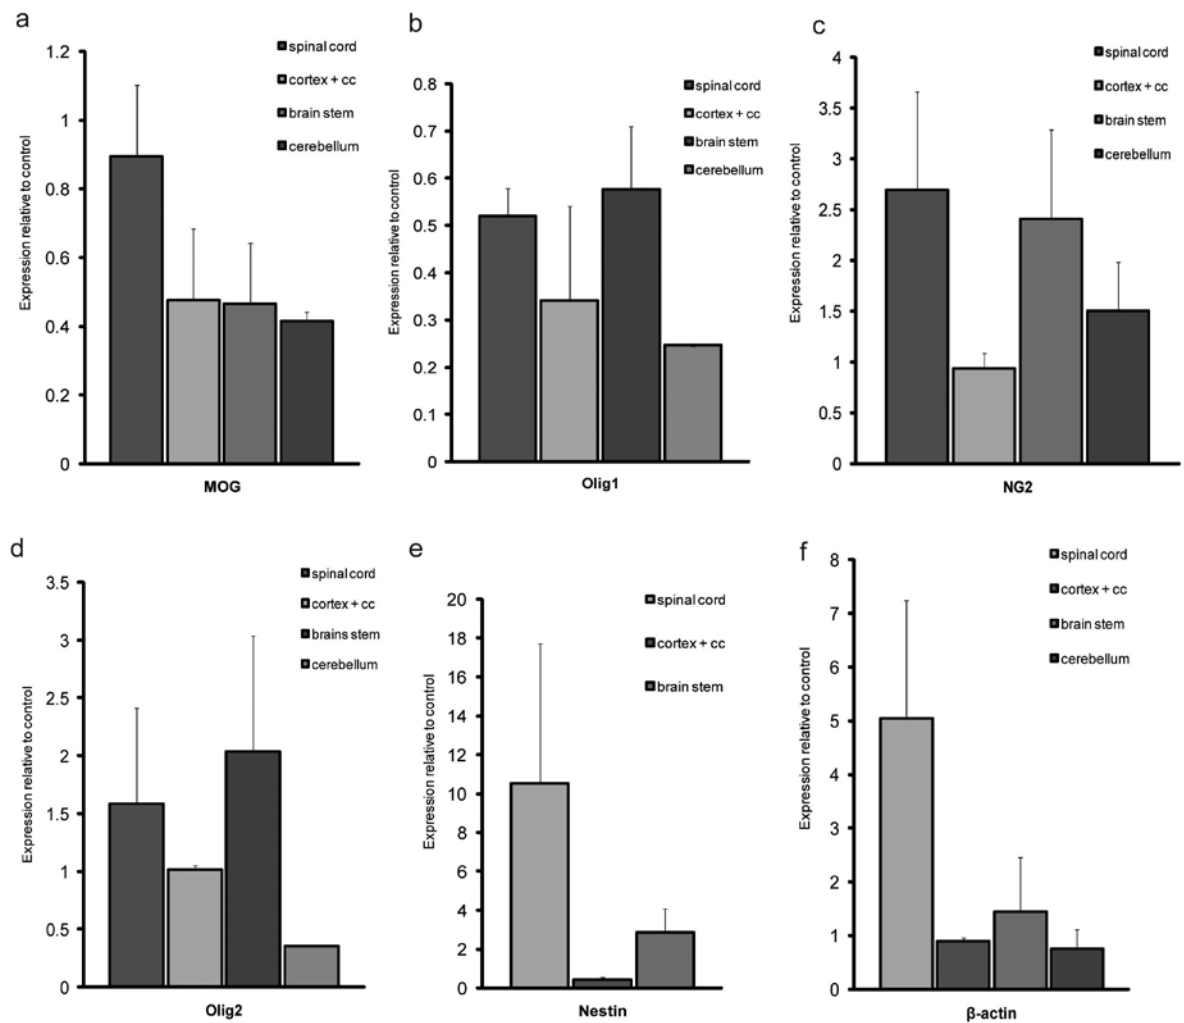 a
1.2
1
0.8
0.6
0.4
0.2
0
Expression relative to control
spinal cord
cortex + cc
brain stem
cerebellum
MOG
b
0.8
0.7
0.6
0.5
0.4
0.3
0.2
0.1
0
Expression relative to control
spinal cord
cortex + cc
brain stem
cerebellum
Olig1
c
4
3.5
3
2.5
2
1.5
1
0.5
0
Expression relative to control
spinal cord
cortex + cc
brain stem
cerebellum
NG2
d
3.5
3
2.5
2
1.5
1
0.5
0
Expression relative to control
spinal cord
cortex + cc
brains stem
cerebellum
Olig2
e
20
18
16
14
12
10
8
6
4
2
0
Expression relative to control
spinal cord
cortex + cc
brain stem
Nestin
f
8
7
6
5
4
3
2
1
0
Expression relative to control
spinal cord
cortex + cc
brain stem
cerebellum
β-actin